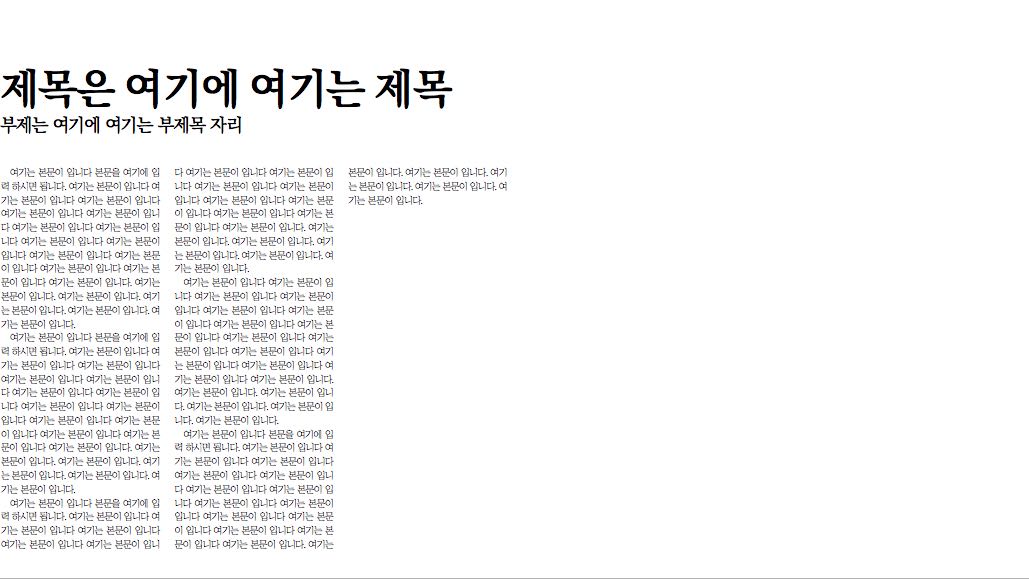 제목은 여기에 여기는 제목
부제는 여기에 여기는 부제목 자리
여기는 본문이 입니다 본문을 여기에 입
력 하시면 됩니다. 여기는 본문이 입니다 여
기는 본문이 입니다 여기는 본문이 입니다
여기는 본문이 입니다 여기는 본문이 입니
다 여기는 본문이 입니다 여기는 본문이 입
니다 여기는 본문이 입니다 여기는 본문이
입니다 여기는 본문이 입니다 여기는 본문
이 입니다 여기는 본문이 입니다 여기는 본
문이 입니다 여기는 본문이 입니다. 여기는
본문이 입니다. 여기는 본문이 입니다. 여기
는 본문이 입니다. 여기는 본문이 입니다. 여
기는 본문이 입니다.
여기는 본문이 입니다 본문을 여기에 입
력 하시면 됩니다. 여기는 본문이 입니다 여
기는 본문이 입니다 여기는 본문이 입니다
여기는 본문이 입니다 여기는 본문이 입니
다 여기는 본문이 입니다 여기는 본문이 입
니다 여기는 본문이 입니다 여기는 본문이
입니다 여기는 본문이 입니다 여기는 본문
이 입니다 여기는 본문이 입니다 여기는 본
문이 입니다 여기는 본문이 입니다. 여기는
본문이 입니다. 여기는 본문이 입니다. 여기
는 본문이 입니다. 여기는 본문이 입니다. 여
기는 본문이 입니다.
여기는 본문이 입니다 본문을 여기에 입
력 하시면 됩니다. 여기는 본문이 입니다 여
기는 본문이 입니다 여기는 본문이 입니다
여기는 본문이 입니다 여기는 본문이 입니
다 여기는 본문이 입니다 여기는 본문이 입
니다 여기는 본문이 입니다 여기는 본문이
입니다 여기는 본문이 입니다 여기는 본문
이 입니다 여기는 본문이 입니다 여기는 본
문이 입니다 여기는 본문이 입니다. 여기는
본문이 입니다. 여기는 본문이 입니다. 여기
는 본문이 입니다. 여기는 본문이 입니다. 여
기는 본문이 입니다.
여기는 본문이 입니다 여기는 본문이 입
니다 여기는 본문이 입니다 여기는 본문이
입니다 여기는 본문이 입니다 여기는 본문
이 입니다 여기는 본문이 입니다 여기는 본
문이 입니다 여기는 본문이 입니다 여기는
본문이 입니다 여기는 본문이 입니다 여기
는 본문이 입니다 여기는 본문이 입니다 여
기는 본문이 입니다 여기는 본문이 입니다.
여기는 본문이 입니다. 여기는 본문이 입니
다. 여기는 본문이 입니다. 여기는 본문이 입
니다. 여기는 본문이 입니다.
여기는 본문이 입니다 본문을 여기에 입
력 하시면 됩니다. 여기는 본문이 입니다 여
기는 본문이 입니다 여기는 본문이 입니다
여기는 본문이 입니다 여기는 본문이 입니
다 여기는 본문이 입니다 여기는 본문이 입
니다 여기는 본문이 입니다 여기는 본문이
입니다 여기는 본문이 입니다 여기는 본문
이 입니다 여기는 본문이 입니다 여기는 본
문이 입니다 여기는 본문이 입니다. 여기는
본문이 입니다. 여기는 본문이 입니다. 여기
는 본문이 입니다. 여기는 본문이 입니다. 여
기는 본문이 입니다.